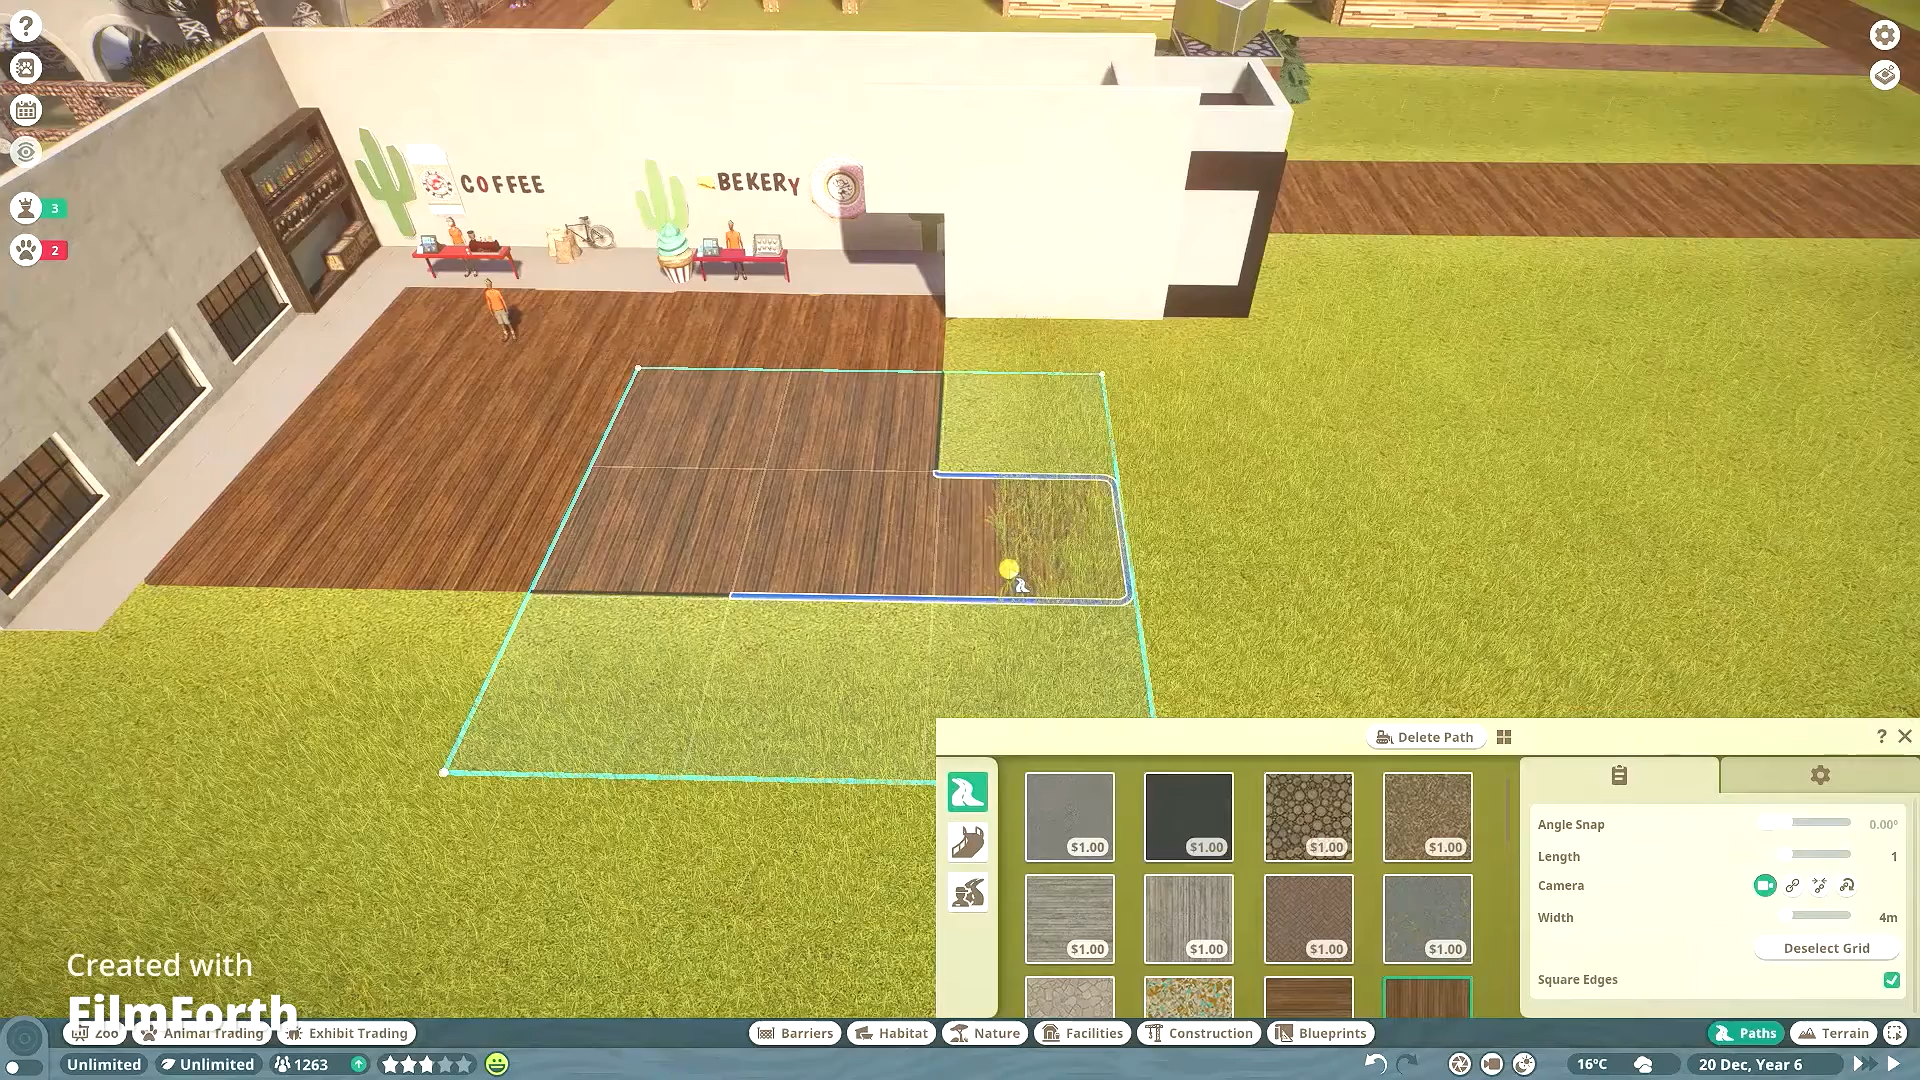 ?
3
2
COFFEE
BEKERy
Delete Path
?
Angle Snap
0.00°
Length
1
Camera
Width
4m
Deselect Grid
Square Edges
$1.00
$1.00
$1.00
$1.00
$1.00
$1.00
$1.00
$1.00
Created with
FilmForth
Zoo
Animal Trading
Exhibit Trading
Barriers
Habitat
Nature
Facilities
Construction
Blueprints
Paths
Terrain
Unlimited
Unlimited
1263
16°C
20 Dec, Year 6